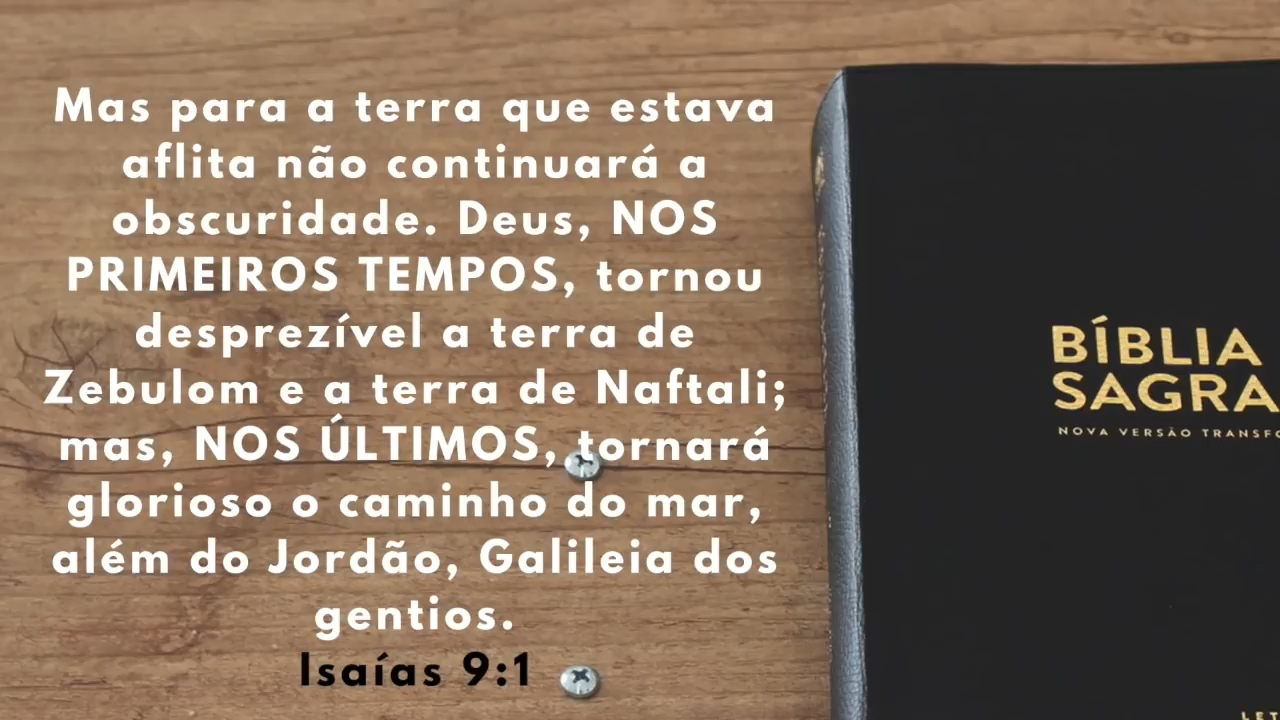 Mas para a terra que estava
aflita não continuará a
obscuridade. Deus, NOS
PRIMEIROS TEMPOS, tornou
desprezível a terra de
Zebulom e a terra de Naftali;
mas, NOS ÚLTIMOS, tornará
glorioso o caminho do mar,
além do Jordão, Galileia dos
gentios.
Isaías 9:1
BÍBLIA
SAGRA
NOVA VERSÃO TRANSFO